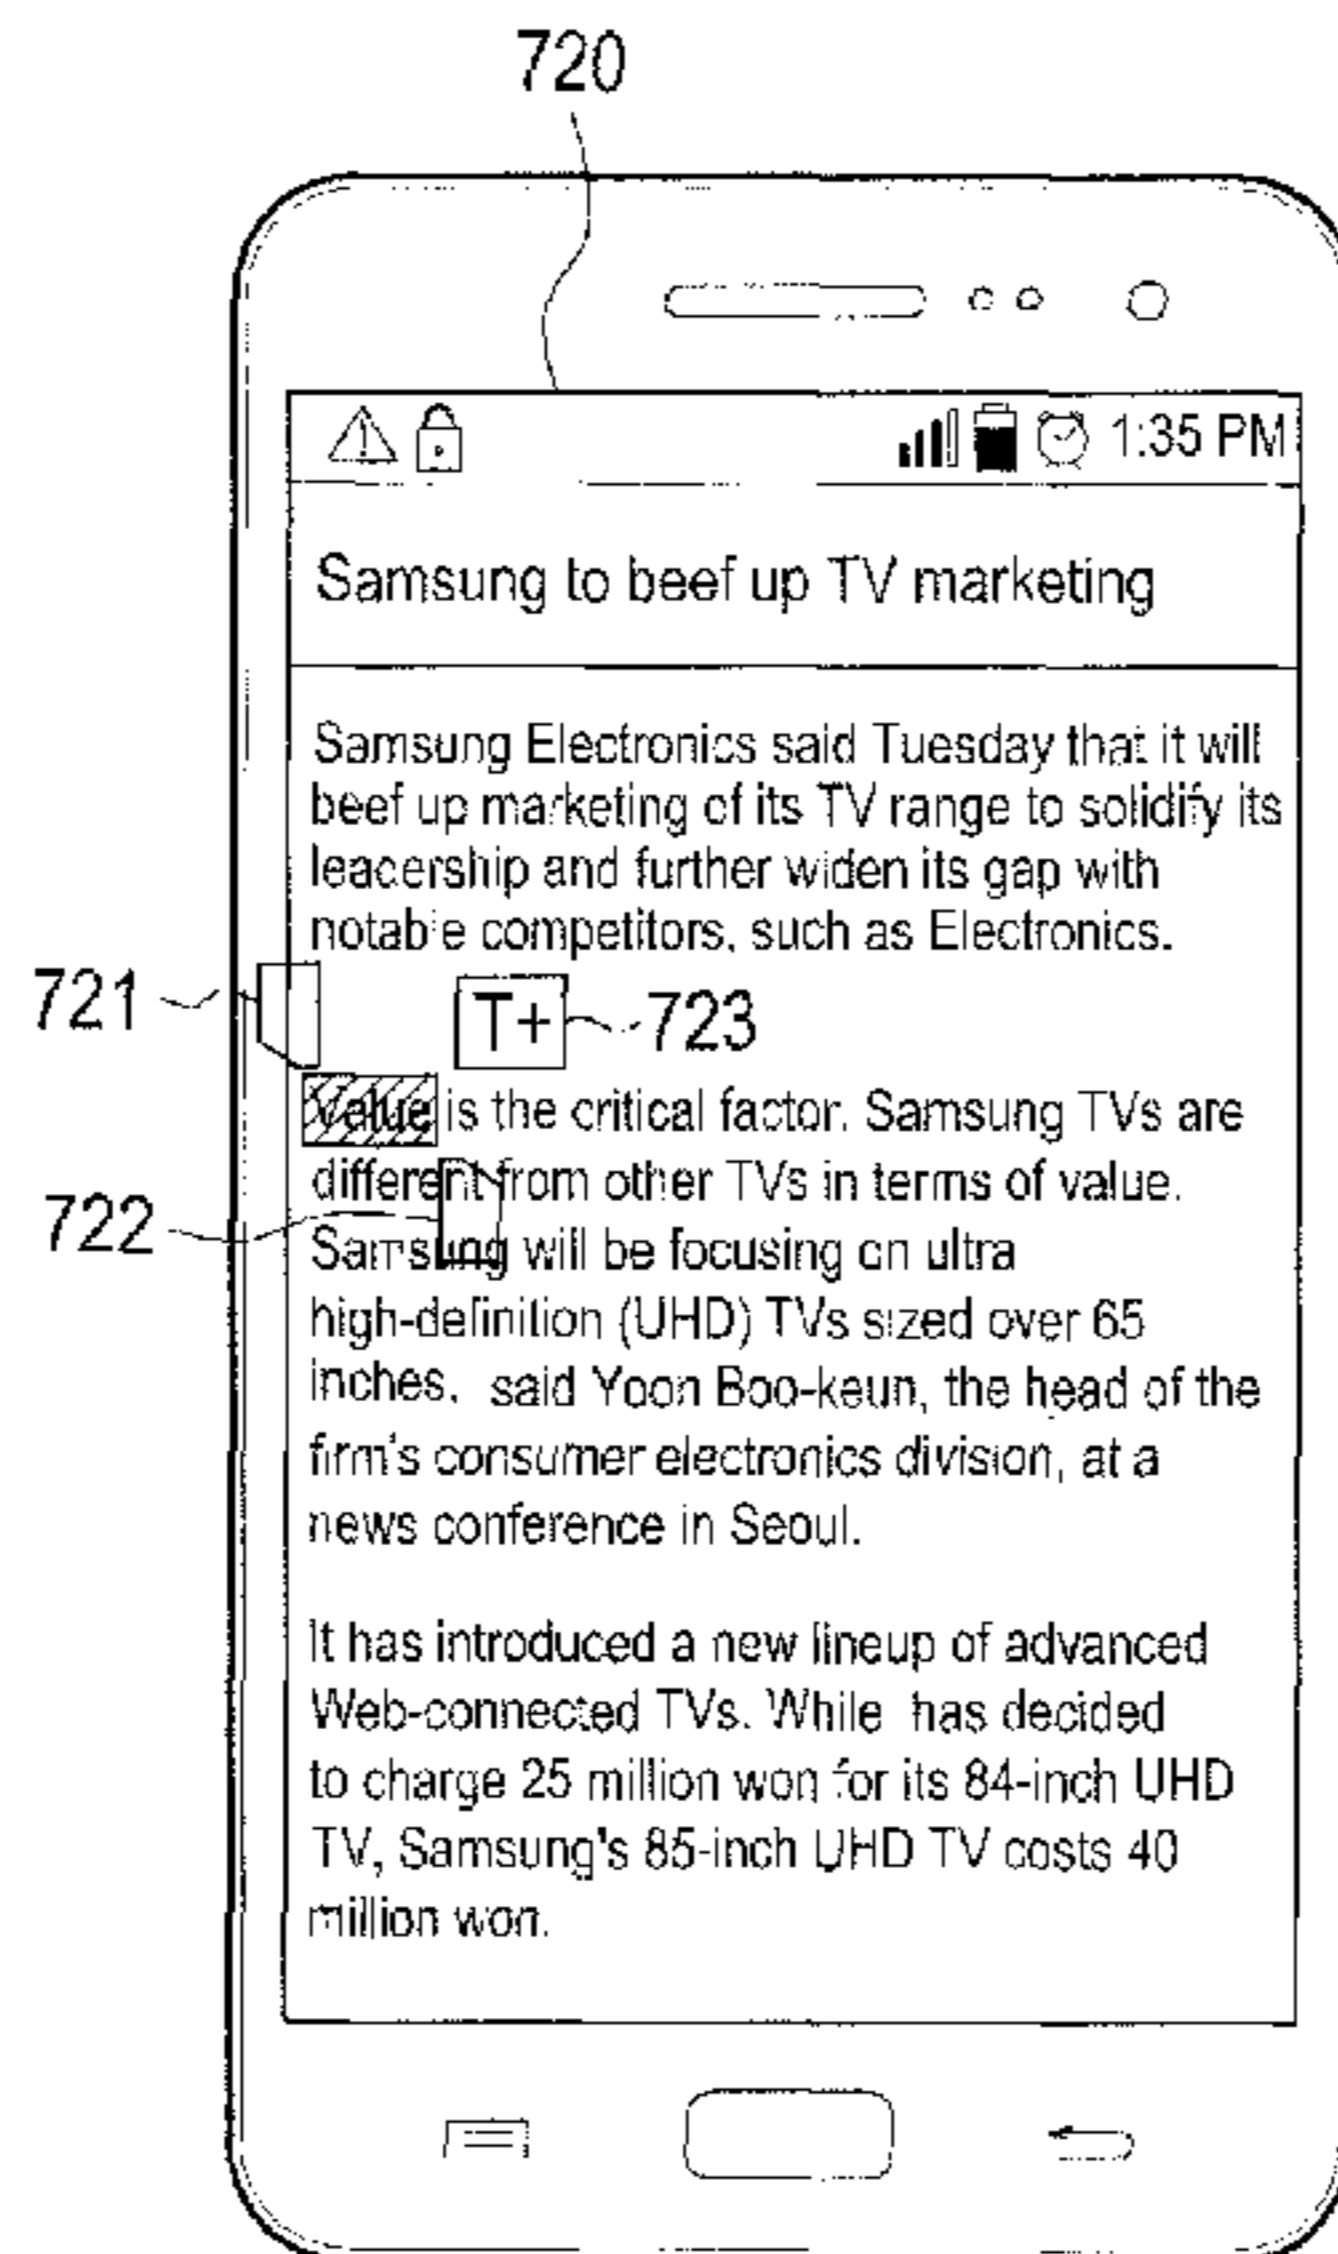 720
1:35 PM
Samsung to beef up TV marketing
Samsung Electronics said Tuesday that it will
beef up marketing of its TV range to solidify its
leadership and further widen its gap with
notable competitors, such as Electronics.
721
T+
723
Value is the critical factor. Samsung TVs are
different from other TVs in terms of value.
722
Samsung will be focusing on ultra
high-definition (UHD) TVs sized over 65
inches, said Yoon Boo-keun, the head of the
firm's consumer electronics division, at a
news conference in Seoul.
It has introduced a new lineup of advanced
Web-connected TVs. While has decided
to charge 25 million won for its 84-inch UHD
TV, Samsung's 85-inch UHD TV costs 40
million won.